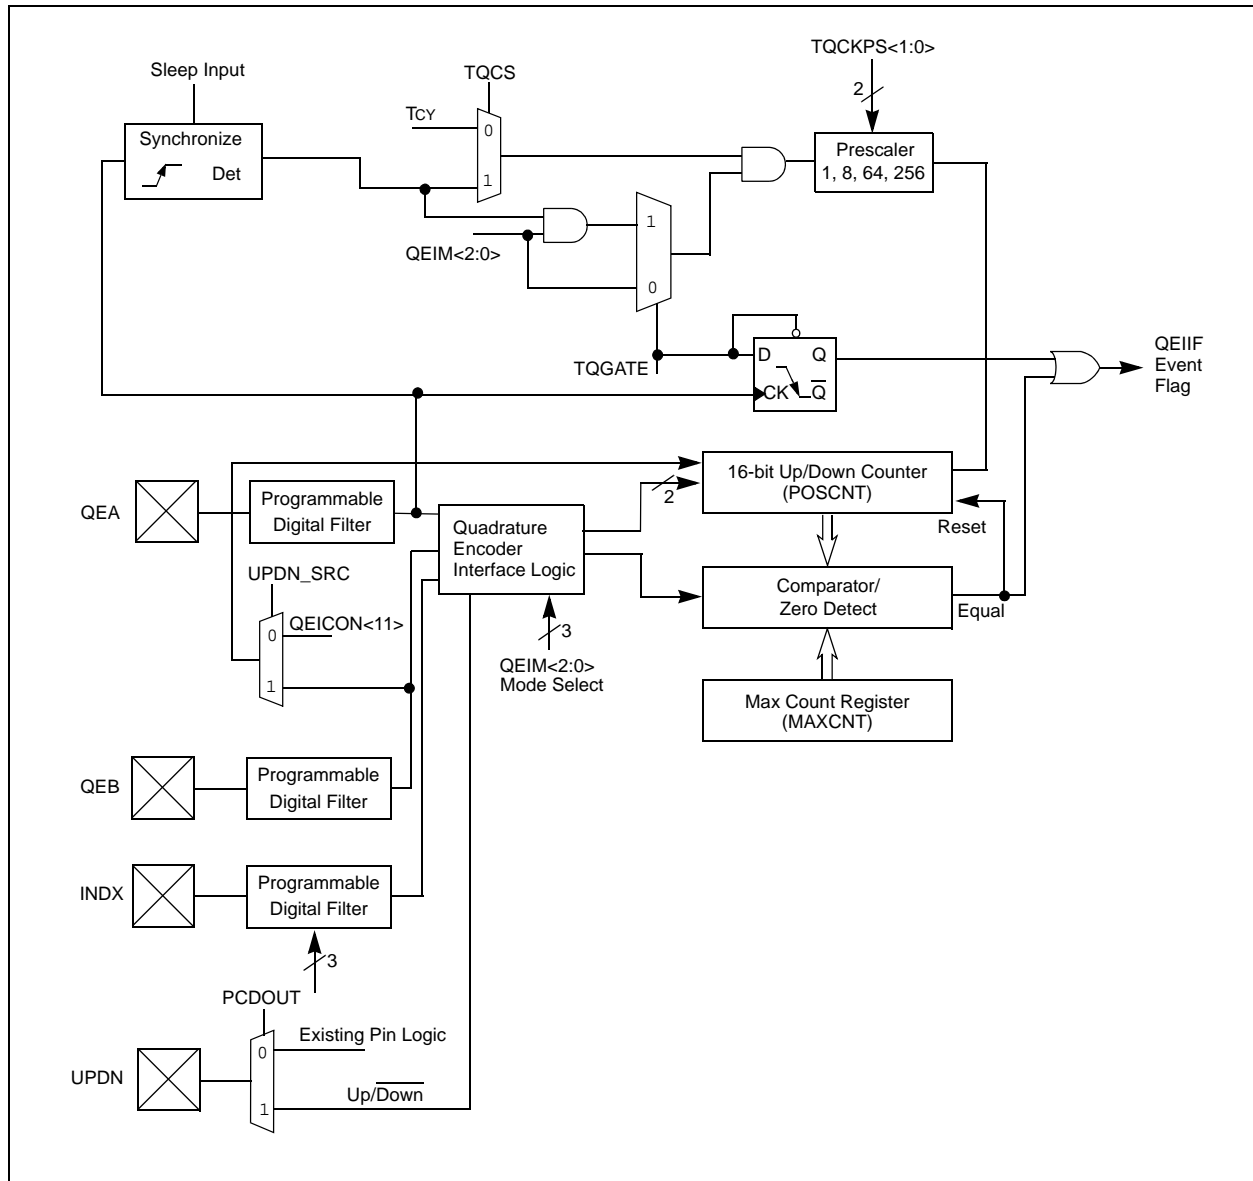 TQCKPS<1:0>
Sleep Input
TQCS
2
TCY
0
Synchronize
Det
1
Prescaler
1, 8, 64, 256
QEIM<2:0>
1
0
TQGATE
D Q
CK Q
QEIIF
Event
Flag
QEA
Programmable
Digital Filter
2
16-bit Up/Down Counter
(POSCNT)
Reset
Quadrature
Encoder
Interface Logic
UPDN_SRC
0
QEICON<11>
1
3
QEIM<2:0>
Mode Select
Comparator/
Zero Detect
Equal
Max Count Register
(MAXCNT)
QEB
Programmable
Digital Filter
INDX
Programmable
Digital Filter
3
PCDOUT
0
Existing Pin Logic
UPDN
Up/Down
1